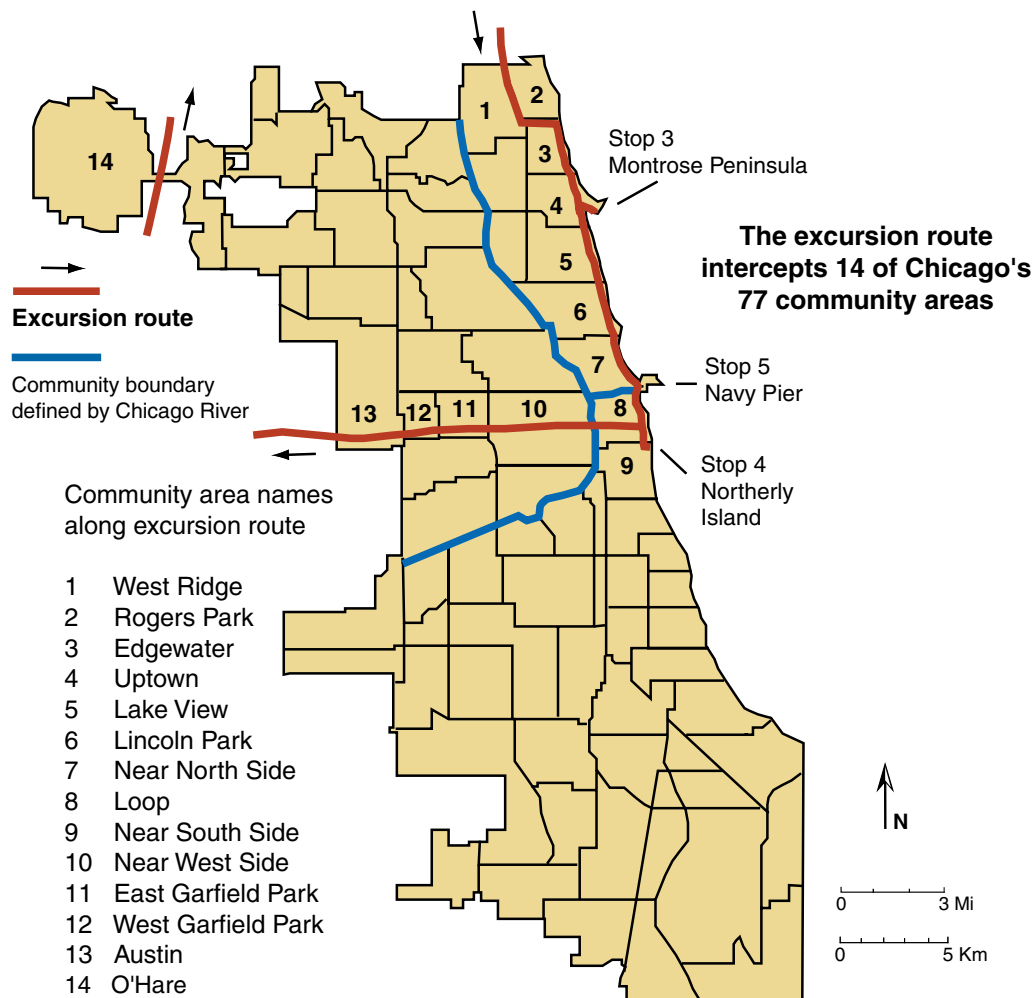 1
2
3
4
5
6
7
8
9
10
11
12
13
14
Stop 3
Montrose Peninsula
The excursion route
intercepts 14 of Chicago's
77 community areas
Excursion route
Community boundary
defined by Chicago River
Stop 5
Navy Pier
Stop 4
Northerly
Island
Community area names
along excursion route
1 West Ridge
2 Rogers Park
3 Edgewater
4 Uptown
5 Lake View
6 Lincoln Park
7 Near North Side
8 Loop
9 Near South Side
10 Near West Side
11 East Garfield Park
12 West Garfield Park
13 Austin
14 O'Hare
N
0 3 Mi
0 5 Km